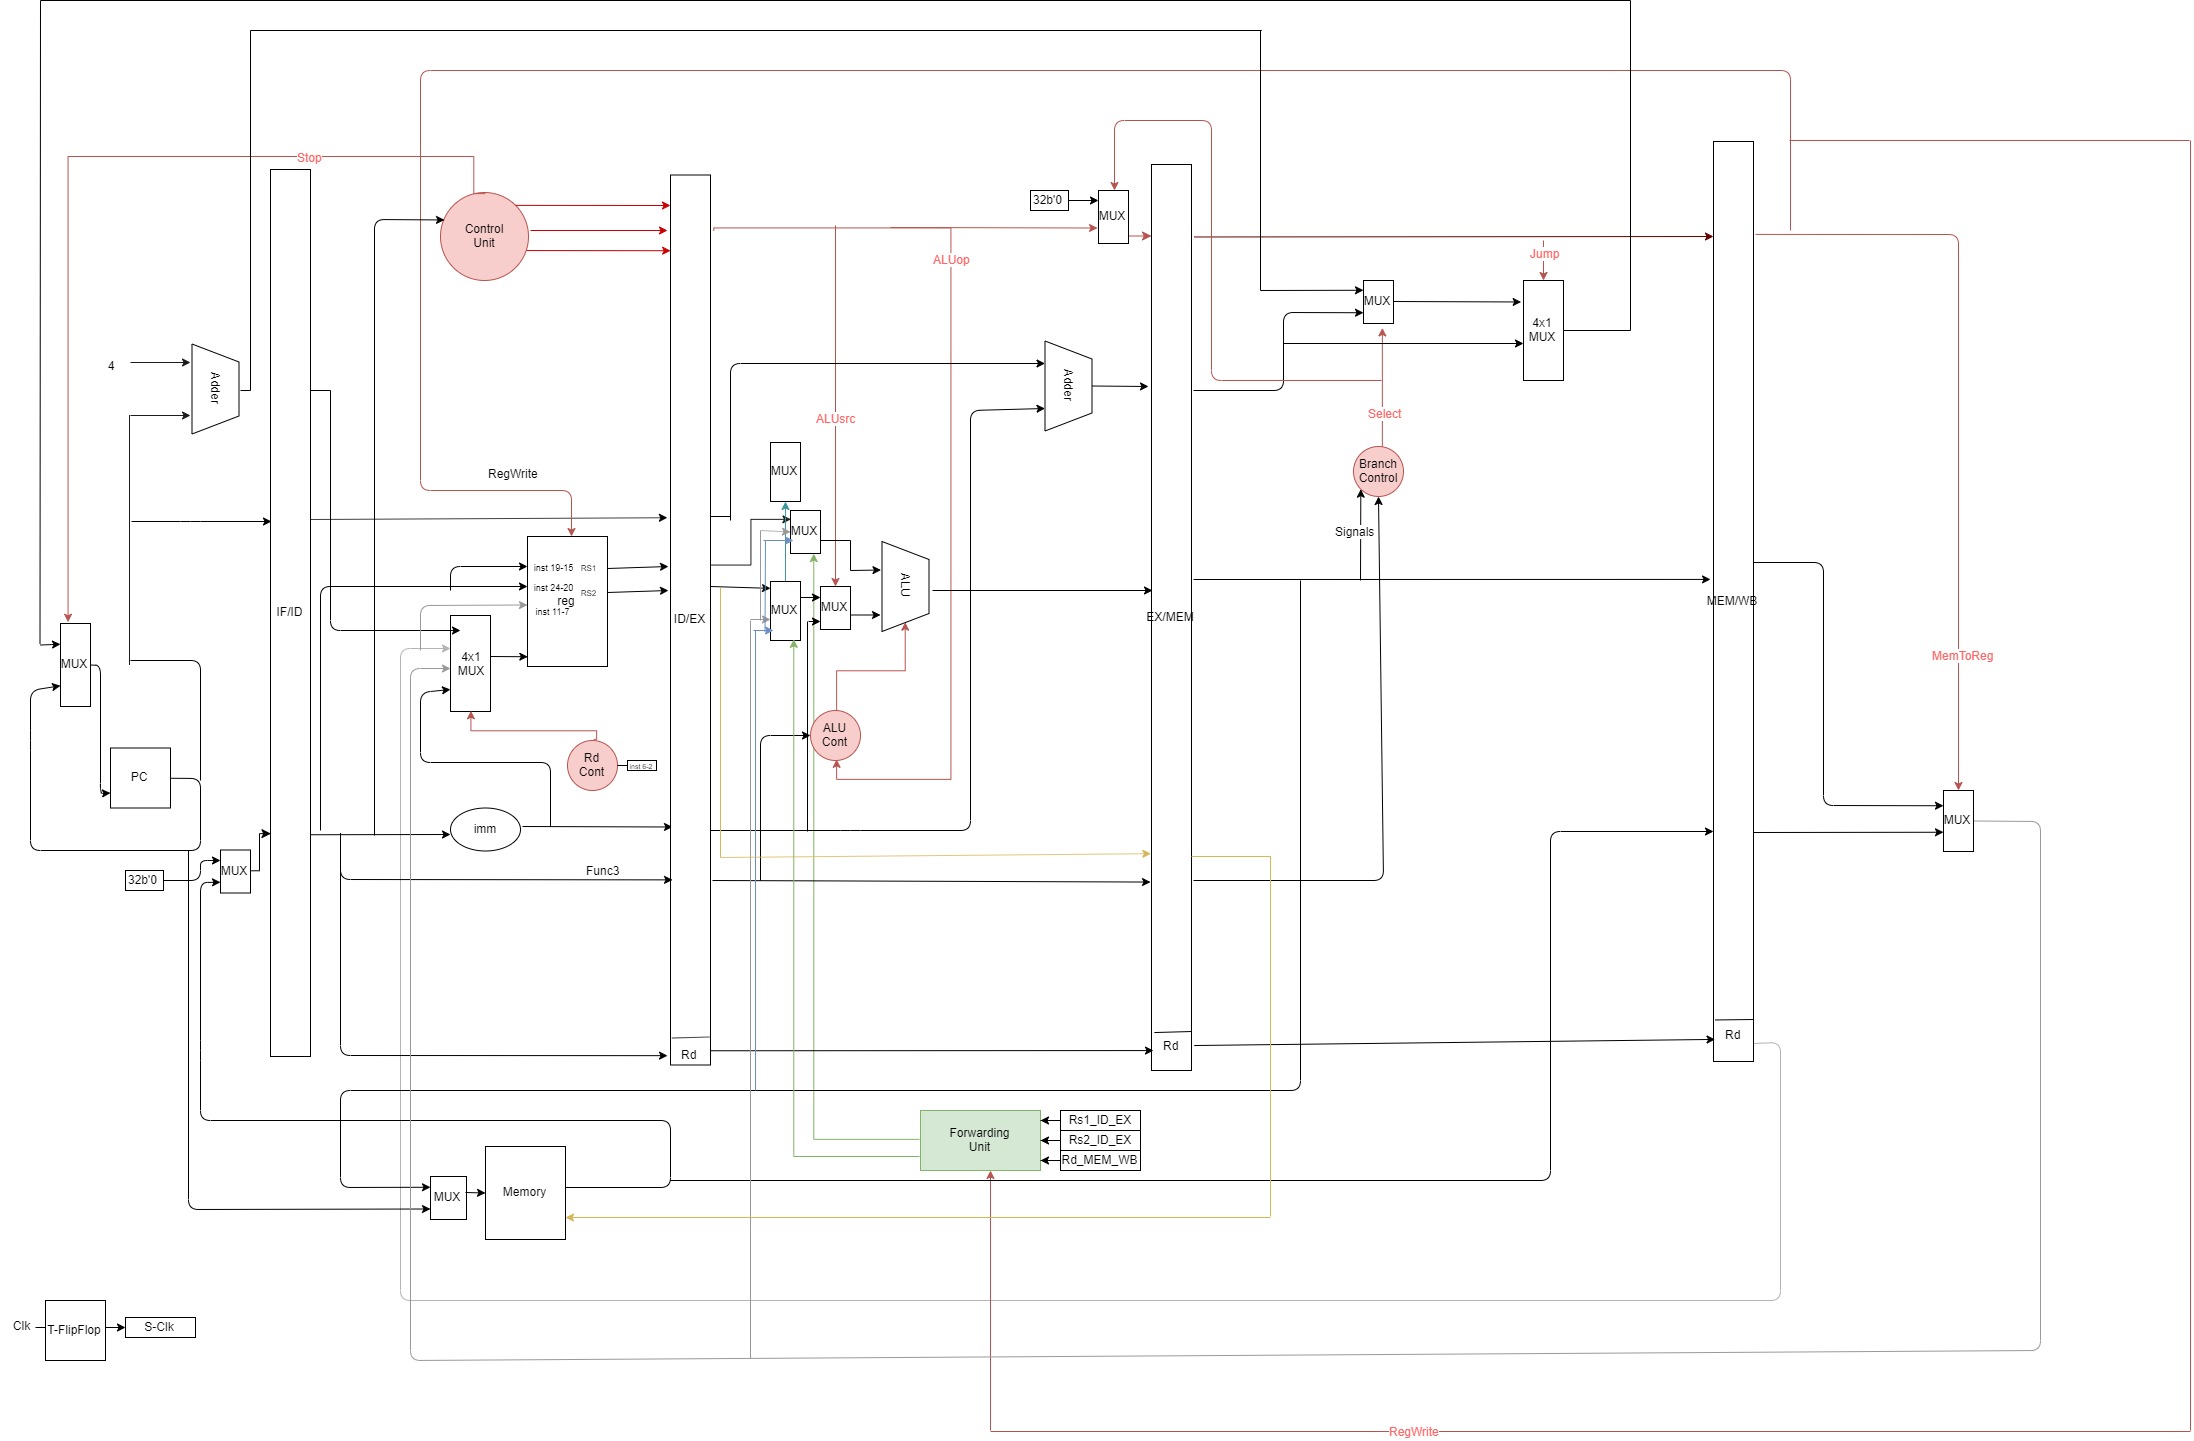 Stop
Control
Unit
32b'0
MUX
ALUop
Jump
MUX
4x1
MUX
4
Adder
Adder
ALUsrc
Select
Branch
Control
Signals
RegWrite
MUX
MUX
inst 19-15
RS1
inst 24-20
RS2
reg
inst 11-7
ALU
MUX
MUX
IF/ID
ID/EX
EX/MEM
MEM/WB
MUX
4x1
MUX
MemToReg
PC
Rd
Cont
inst 6-2
ALU
Cont
imm
MUX
32b'0
MUX
Func3
Rd
Rd
Rd
Forwarding
Unit
Rs1_ID_EX
Rs2_ID_EX
Rd_MEM_WB
MUX
Memory
Clk
T-FlipFlop
S-Clk
RegWrite